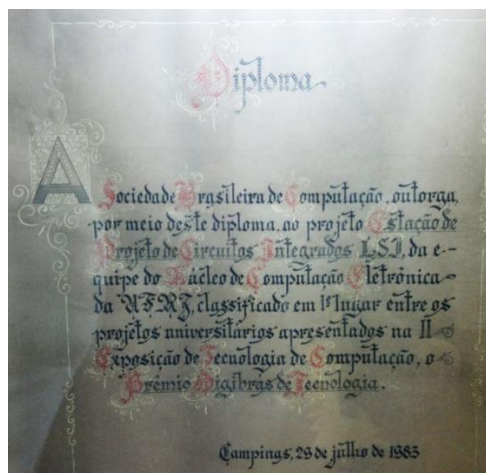 Diploma
A Sociedade Brasileira de Computação, outorga,
por meio deste diploma, ao projeto Estação de
Projeto de Circuitos Integrados LSI, da e-
quipe do Núcleo de Computação Eletrônica
da UFRJ, classificado em 1º lugar entre os
projetos universitários apresentados na II
Exposição de Tecnologia de Computação, o
Prêmio Digibrás de Tecnologia.
Campinas, 29 de julho de 1983